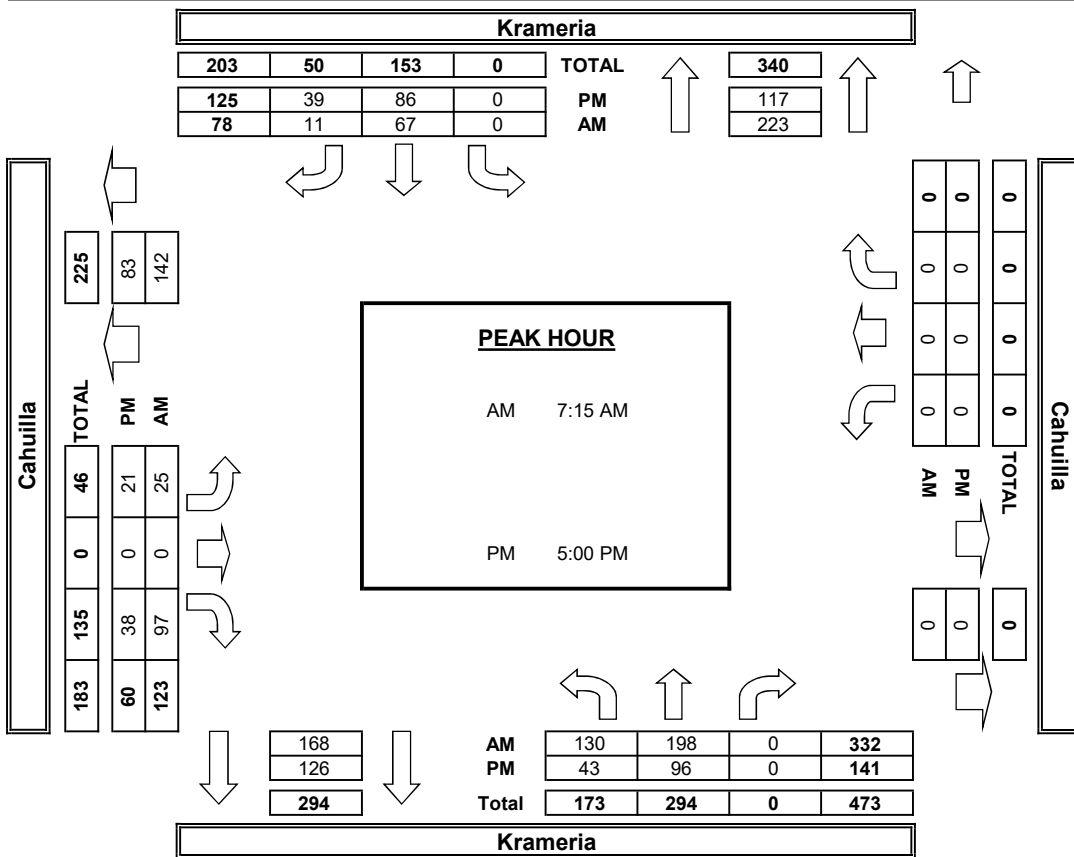 Krameria
203 50 153 0 TOTAL 340
125 39 86 0 PM 117
78 11 67 0 AM 223
Cahuilla
225 83 142
TOTAL PM AM
46 21 25
0 0 0
135 38 97
183 60 123
PEAK HOUR
AM 7:15 AM
PM 5:00 PM
0 0 0
0 0 0
0 0 0
0 0 0
AM PM TOTAL
0 0 0
Cahuilla
168 AM 130 198 0 332
126 PM 43 96 0 141
294 Total 173 294 0 473
Krameria